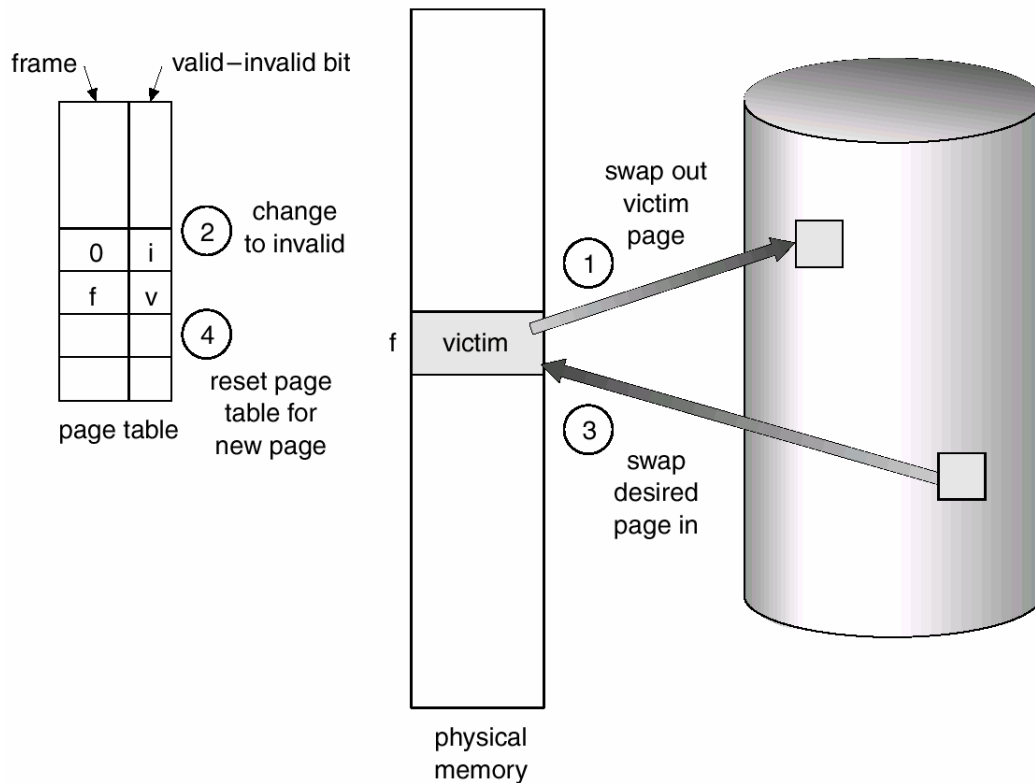 frame
valid–invalid bit
0
i
f
v
2
change
to invalid
4
reset page
table for
new page
page table
f
victim
physical
memory
1
swap out
victim
page
3
swap
desired
page in